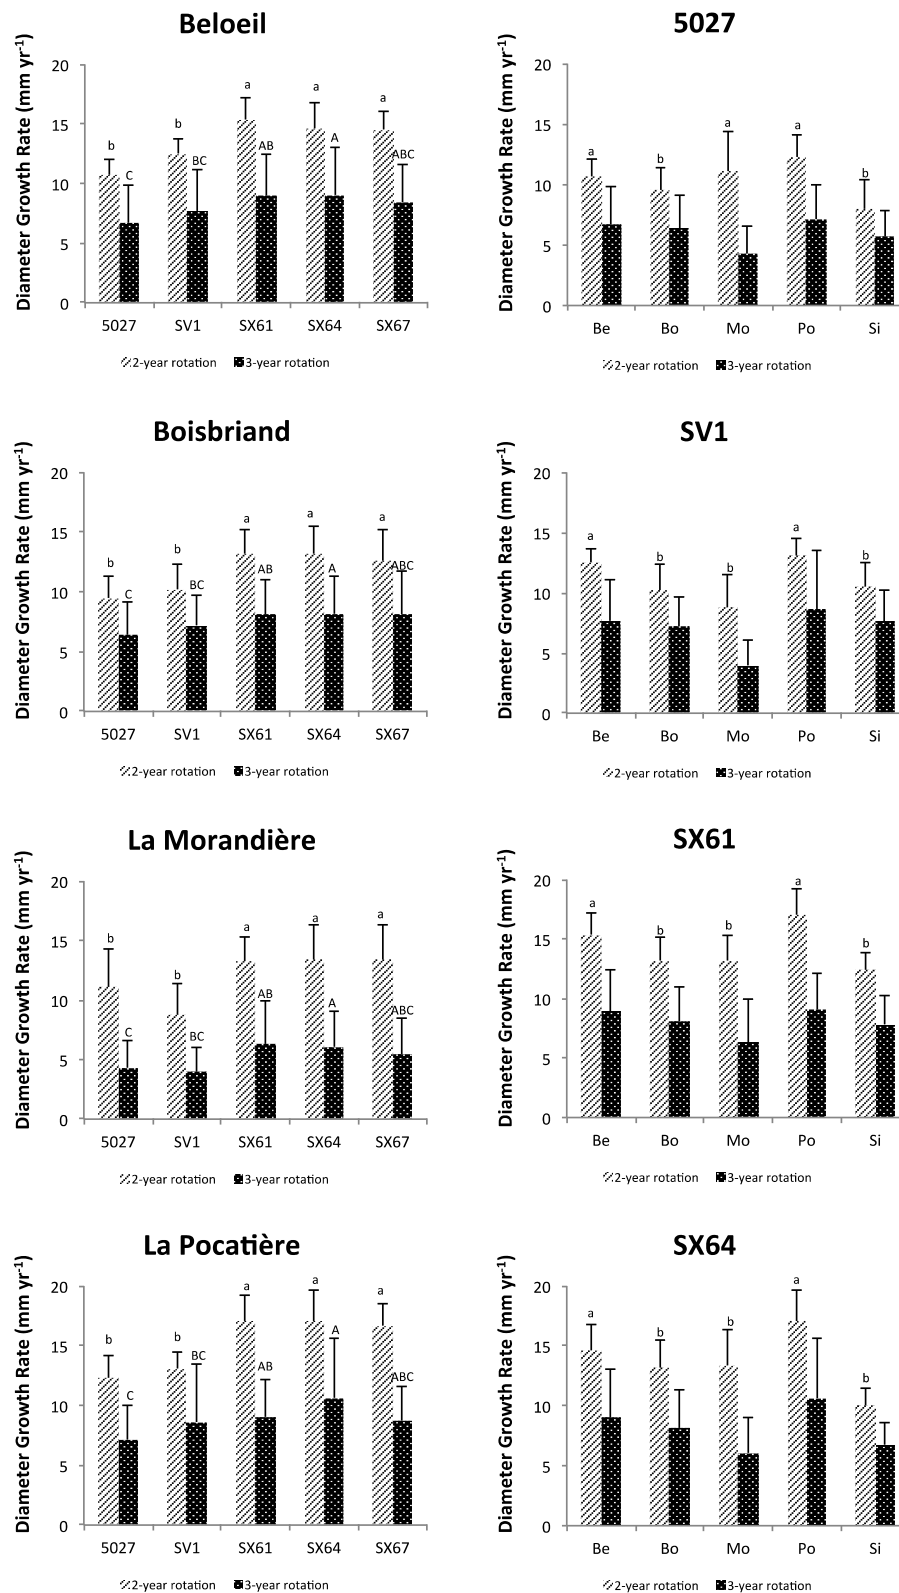 Beloeil
Diameter Growth Rate (mm yr-1)
20
15
10
5
0
b
C
b
BC
a
AB
a
A
a
ABC
5027 SV1 SX61 SX64 SX67
2-year rotation 3-year rotation
5027
Diameter Growth Rate (mm yr-1)
20
15
10
5
0
a
b
a
a
b
Be Bo Mo Po Si
2-year rotation 3-year rotation
Boisbriand
Diameter Growth Rate (mm yr-1)
20
15
10
5
0
b
C
b
BC
a
AB
a
A
a
ABC
5027 SV1 SX61 SX64 SX67
2-year rotation 3-year rotation
SV1
Diameter Growth Rate (mm yr-1)
20
15
10
5
0
a
b
b
a
b
Be Bo Mo Po Si
2-year rotation 3-year rotation
La Morandière
Diameter Growth Rate (mm yr-1)
20
15
10
5
0
b
C
b
BC
a
AB
a
A
a
ABC
5027 SV1 SX61 SX64 SX67
2-year rotation 3-year rotation
SX61
Diameter Growth Rate (mm yr-1)
20
15
10
5
0
a
b
b
a
b
Be Bo Mo Po Si
2-year rotation 3-year rotation
La Pocatière
Diameter Growth Rate (mm yr-1)
20
15
10
5
0
b
C
b
BC
a
AB
a
A
a
ABC
5027 SV1 SX61 SX64 SX67
2-year rotation 3-year rotation
SX64
Diameter Growth Rate (mm yr-1)
20
15
10
5
0
a
b
b
a
b
Be Bo Mo Po Si
2-year rotation 3-year rotation